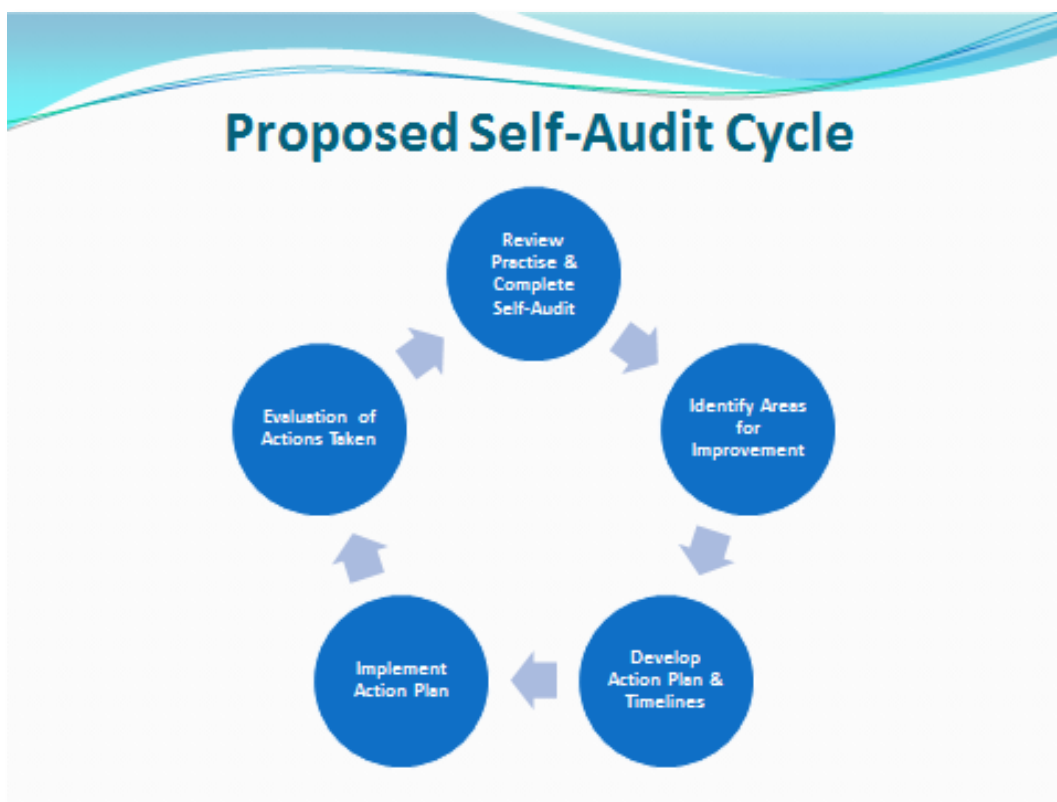 Proposed Self-Audit Cycle
Review
Practise &
Complete
Self-Audit
Identify Areas
for
Improvement
Develop
Action Plan &
Timelines
Implement
Action Plan
Evaluation of
Actions Taken